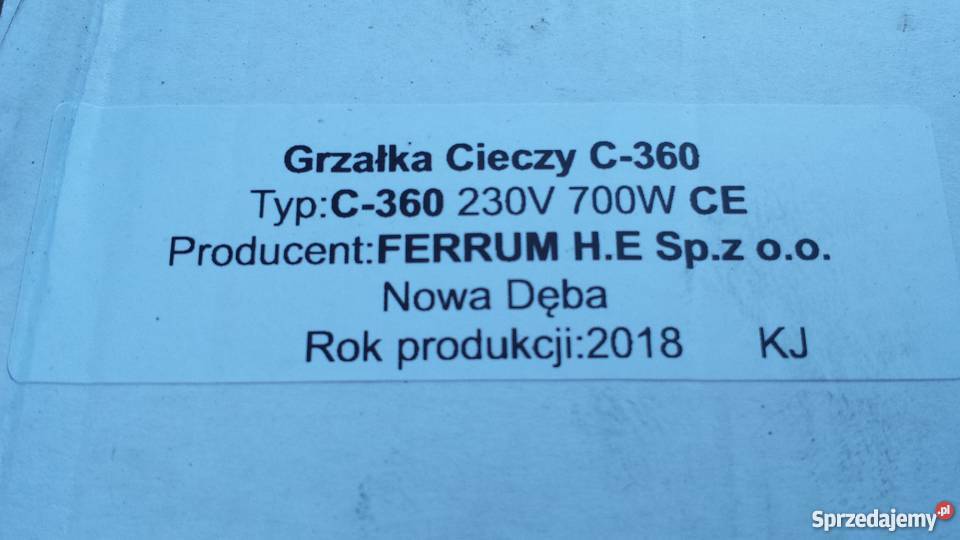 Grzałka Cieczy C-360
Typ:C-360 230V 700W CE
Producent:FERRUM H.E Sp.z o.o.
Nowa Dęba
Rok produkcji:2018 KJ
Sprzedajemy.pl